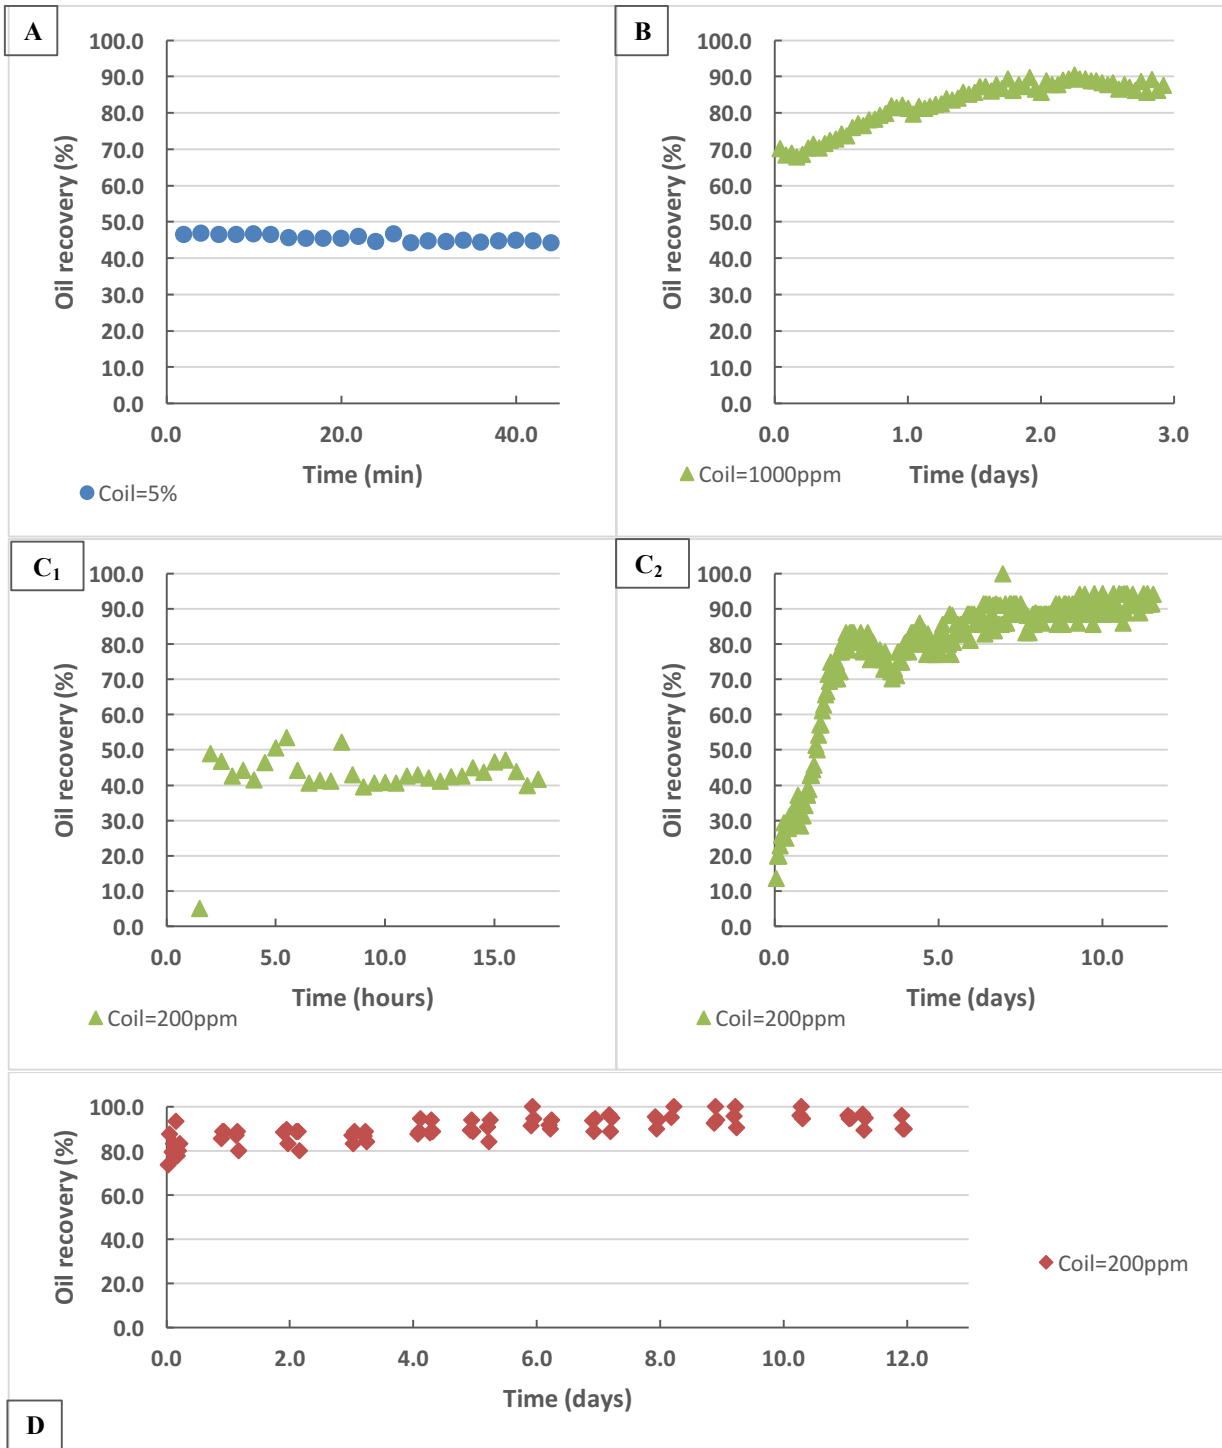 A
100.0
90.0
80.0
70.0
60.0
50.0
40.0
30.0
20.0
10.0
0.0
Oil recovery (%)
0.0 20.0 40.0
Time (min)
Coil=5%
B
100.0
90.0
80.0
70.0
60.0
50.0
40.0
30.0
20.0
10.0
0.0
Oil recovery (%)
0.0 1.0 2.0 3.0
Time (days)
Coil=1000ppm
C₁
100.0
90.0
80.0
70.0
60.0
50.0
40.0
30.0
20.0
10.0
0.0
Oil recovery (%)
0.0 5.0 10.0 15.0
Time (hours)
Coil=200ppm
C₂
100.0
90.0
80.0
70.0
60.0
50.0
40.0
30.0
20.0
10.0
0.0
Oil recovery (%)
0.0 5.0 10.0
Time (days)
Coil=200ppm
100.0
80.0
60.0
40.0
20.0
0.0
Oil recovery (%)
0.0 2.0 4.0 6.0 8.0 10.0 12.0
Time (days)
Coil=200ppm
D